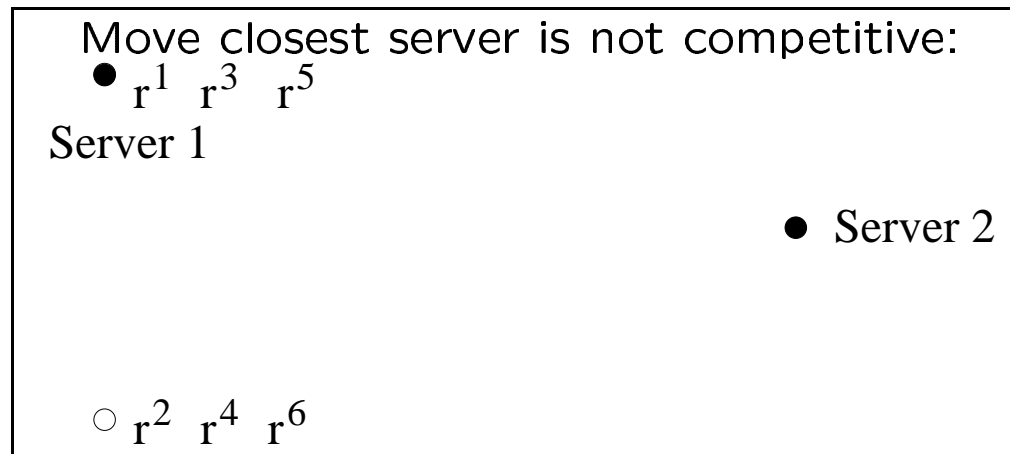 Move closest server is not competitive:
r¹ r³ r⁵
Server 1
Server 2
r² r⁴ r⁶